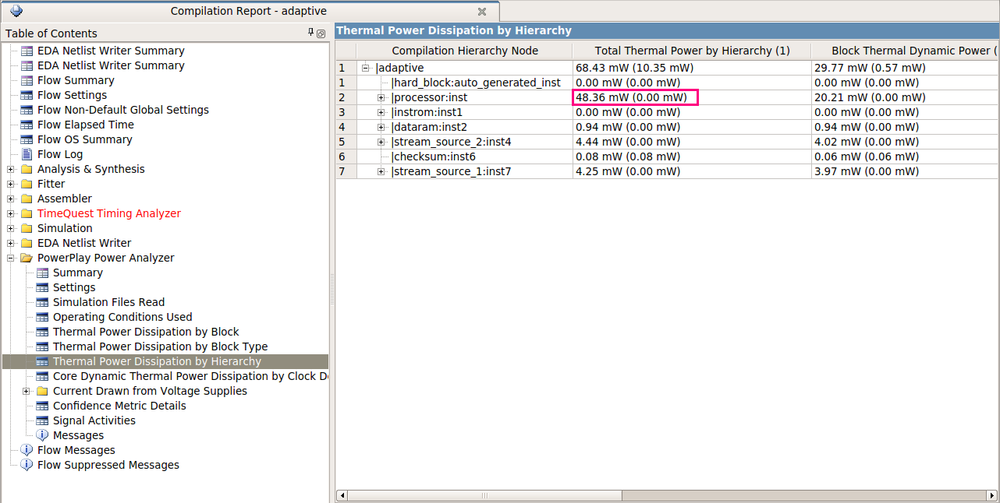 Compilation Report - adaptive
Table of Contents
EDA Netlist Writer Summary
EDA Netlist Writer Summary
Flow Summary
Flow Settings
Flow Non-Default Global Settings
Flow Elapsed Time
Flow OS Summary
Flow Log
Analysis & Synthesis
Fitter
Assembler
TimeQuest Timing Analyzer
Simulation
EDA Netlist Writer
PowerPlay Power Analyzer
Summary
Settings
Simulation Files Read
Operating Conditions Used
Thermal Power Dissipation by Block
Thermal Power Dissipation by Block Type
Thermal Power Dissipation by Hierarchy
Core Dynamic Thermal Power Dissipation by Clock D
Current Drawn from Voltage Supplies
Confidence Metric Details
Signal Activities
Messages
Flow Messages
Flow Suppressed Messages
Thermal Power Dissipation by Hierarchy
Compilation Hierarchy Node Total Thermal Power by Hierarchy (1) Block Thermal Dynamic Power (
1 |adaptive 68.43 mW (10.35 mW) 29.77 mW (0.57 mW)
1 |hard_block:auto_generated_inst 0.00 mW (0.00 mW) 0.00 mW (0.00 mW)
2 |processor:inst 48.36 mW (0.00 mW) 20.21 mW (0.00 mW)
3 |instrom:inst1 0.00 mW (0.00 mW) 0.00 mW (0.00 mW)
4 |dataram:inst2 0.94 mW (0.00 mW) 0.94 mW (0.00 mW)
5 |stream_source_2:inst4 4.44 mW (0.00 mW) 4.02 mW (0.00 mW)
6 |checksum:inst6 0.08 mW (0.08 mW) 0.06 mW (0.06 mW)
7 |stream_source_1:inst7 4.25 mW (0.00 mW) 3.97 mW (0.00 mW)